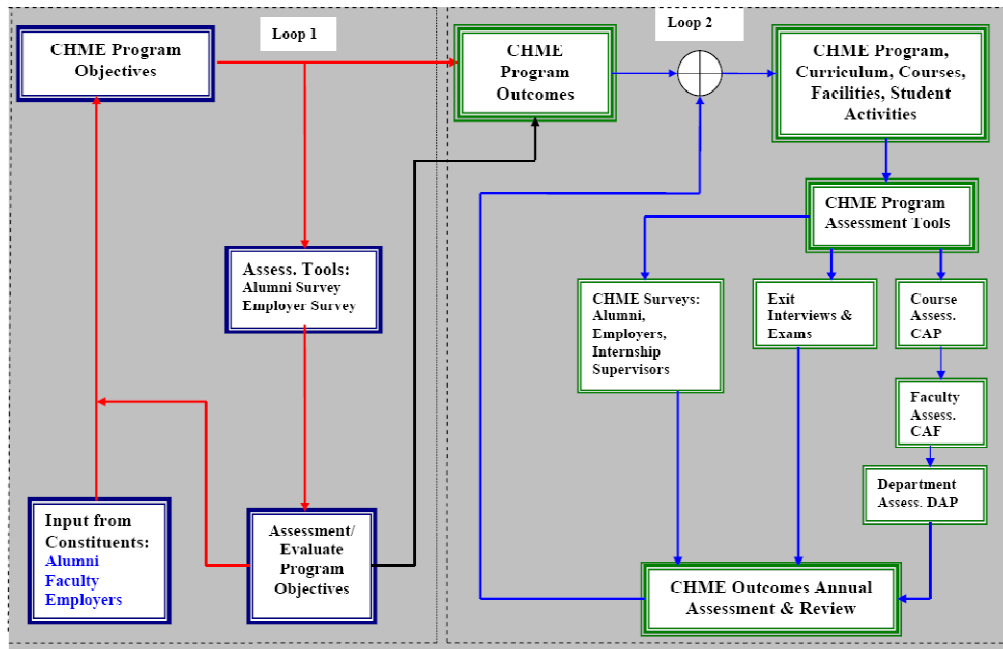 Loop 1
CHME Program
Objectives
Assess. Tools:
Alumni Survey
Employer Survey
Input from
Constituents:
Alumni
Faculty
Employers
Assessment/
Evaluate
Program
Objectives
Loop 2
CHME
Program
Outcomes
CHME Program,
Curriculum, Courses,
Facilities, Student
Activities
CHME Program
Assessment Tools
CHME Surveys:
Alumni,
Employers,
Internship
Supervisors
Exit
Interviews &
Exams
Course
Assess.
CAP
Faculty
Assess.
CAF
Department
Assess. DAP
CHME Outcomes Annual
Assessment & Review